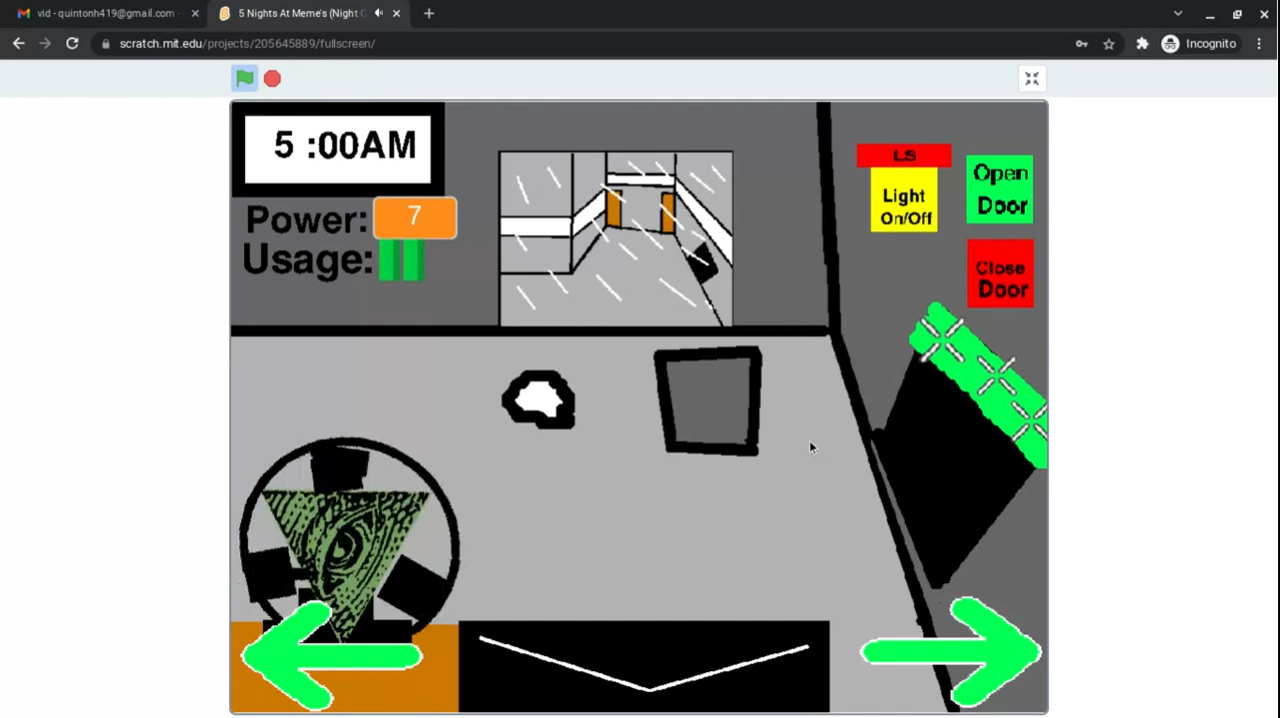 vid - quintonh419@gmail.com -
5 Nights At Meme's (Night
scratch.mit.edu/projects/205645889/fullscreen/
Incognito
5 :00AM
Power: 7
Usage:
LS
Light
On/Off
Open
Door
Close
Door